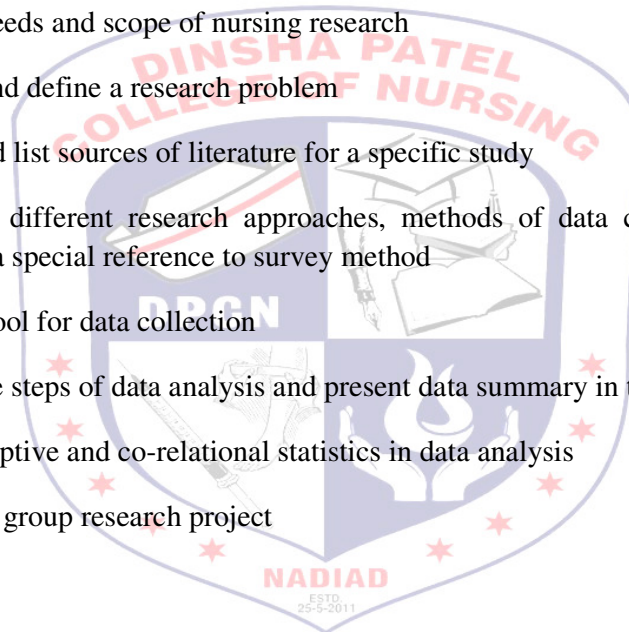 eeds and scope of nursing research
DINSHA PATEL
COLLEGE OF NURSING
nd define a research problem
d list sources of literature for a specific study
different research approaches, methods of data c
a special reference to survey method
DPCN
ool for data collection
e steps of data analysis and present data summary in t
ptive and co-relational statistics in data analysis
group research project
NADIAD
ESTD.
25-5-2011